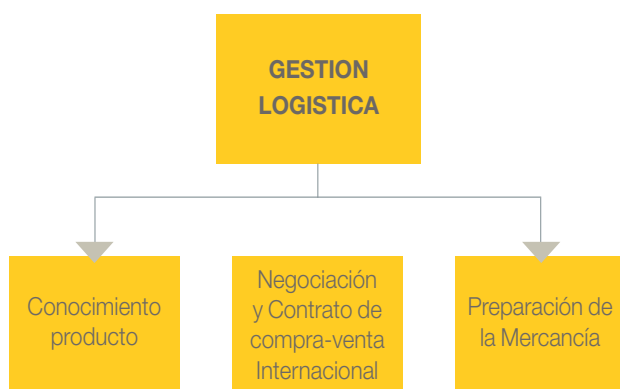 GESTION
LOGISTICA
Conocimiento
producto
Negociación
y Contrato de
compra-venta
Internacional
Preparación de
la Mercancía